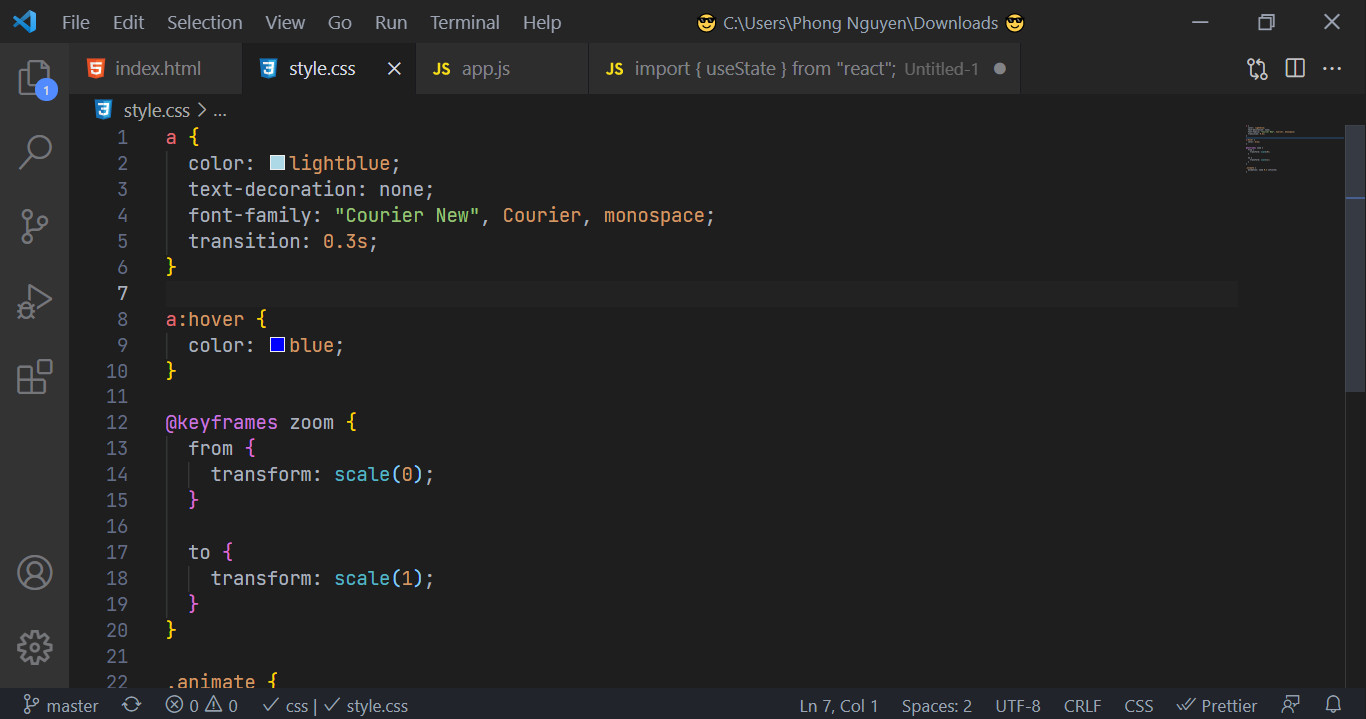 File Edit Selection View Go Run Terminal Help 😎 C:\Users\Phong Nguyen\Downloads 😎
index.html style.css JS app.js JS import { useState } from "react"; Untitled-1
style.css > ...
1 a {
2 color: lightblue;
3 text-decoration: none;
4 font-family: "Courier New", Courier, monospace;
5 transition: 0.3s;
6 }
7
8 a:hover {
9 color: blue;
10 }
11
12 @keyframes zoom {
13 from {
14 transform: scale(0);
15 }
16
17 to {
18 transform: scale(1);
19 }
20 }
21
22 .animate {
1
master 0 0 css | style.css Ln 7, Col 1 Spaces: 2 UTF-8 CRLF CSS Prettier